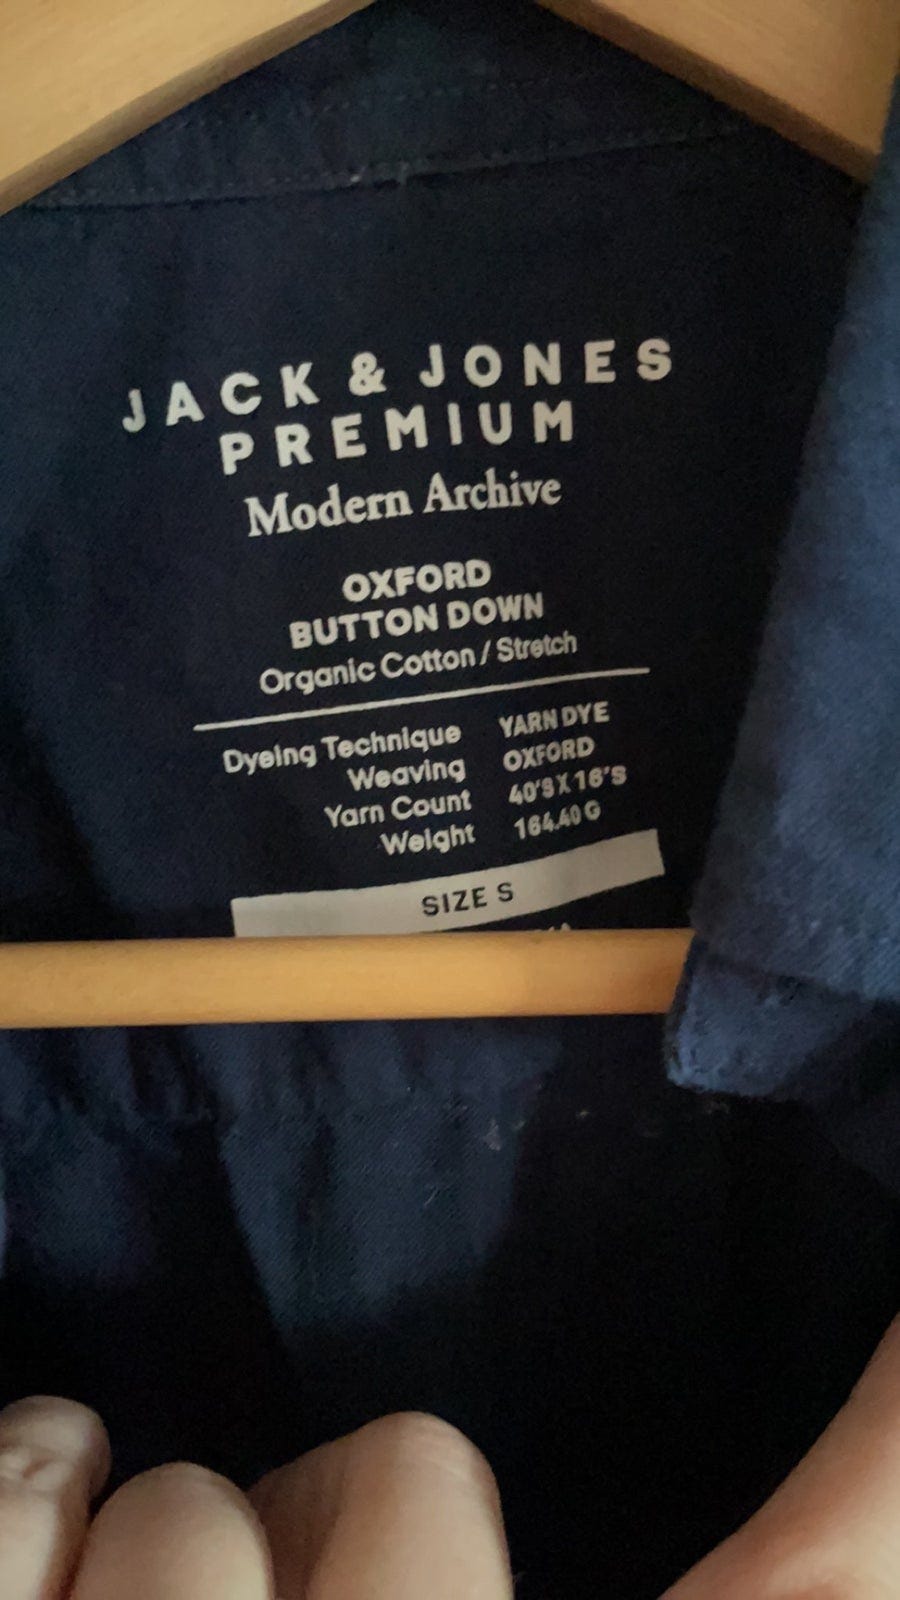 JACK & JONES
PREMIUM
Modern Archive
OXFORD
BUTTON DOWN
Organic Cotton / Stretch
Dyeing Technique YARN DYE
Weaving OXFORD
Yarn Count 40'S X 16'S
Weight 164.40 G
SIZE S